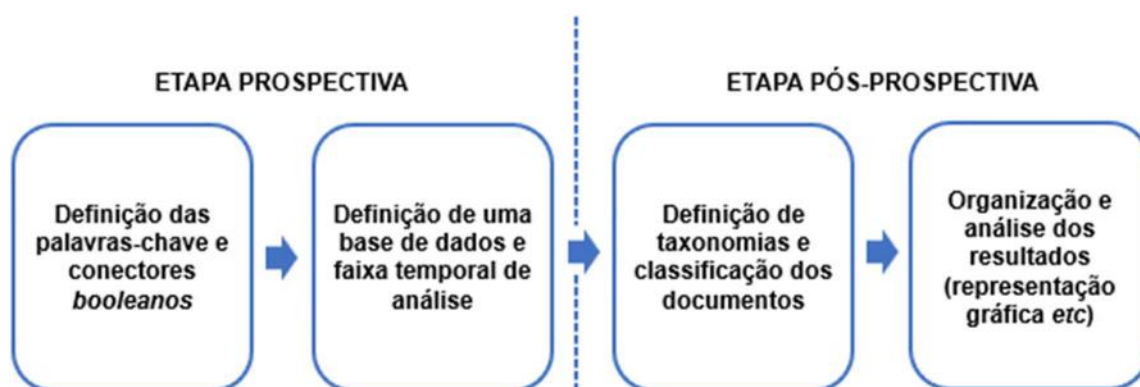 ETAPA PROSPECTIVA
Definição das
palavras-chave e
conectores
booleanos
Definição de uma
base de dados e
faixa temporal de
análise
ETAPA PÓS-PROSPECTIVA
Definição de
taxonomias e
classificação dos
documentos
Organização e
análise dos
resultados
(representação
gráfica etc)